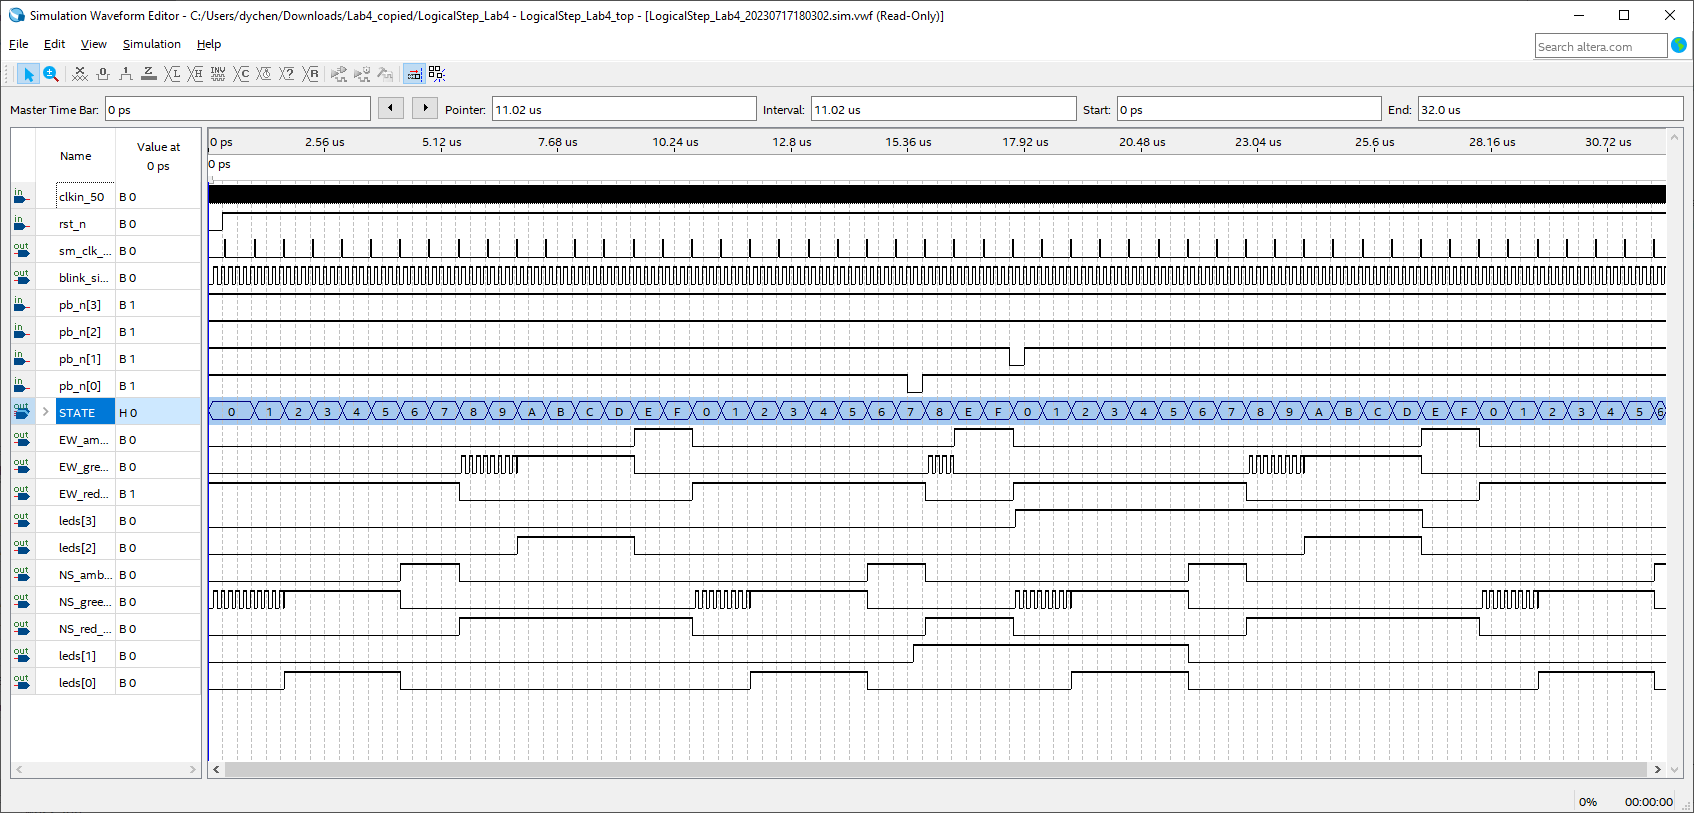 Simulation Waveform Editor - C:/Users/dychen/Downloads/Lab4_copied/LogicalStep_Lab4 - LogicalStep_Lab4_top - [LogicalStep_Lab4_20230717180302.sim.vwf (Read-Only)]
File Edit View Simulation Help
Search altera.com
Master Time Bar: 0 ps Pointer: 11.02 us Interval: 11.02 us Start: 0 ps End: 32.0 us
Name Value at 0 ps
0 ps 2.56 us 5.12 us 7.68 us 10.24 us 12.8 us 15.36 us 17.92 us 20.48 us 23.04 us 25.6 us 28.16 us 30.72 us
0 ps
in clkin_50 B 0
in rst_n B 0
out sm_clk_... B 0
out blink_si... B 0
in pb_n[3] B 1
in pb_n[2] B 1
in pb_n[1] B 1
in pb_n[0] B 1
out STATE H 0 0 1 2 3 4 5 6 7 8 9 A B C D E F 0 1 2 3 4 5 6 7 8 E F 0 1 2 3 4 5 6 7 8 9 A B C D E F 0 1 2 3 4 5 6
out EW_am... B 0
out EW_gre... B 0
out EW_red... B 1
out leds[3] B 0
out leds[2] B 0
out NS_amb... B 0
out NS_gree... B 0
out NS_red_... B 0
out leds[1] B 0
out leds[0] B 0
0% 00:00:00